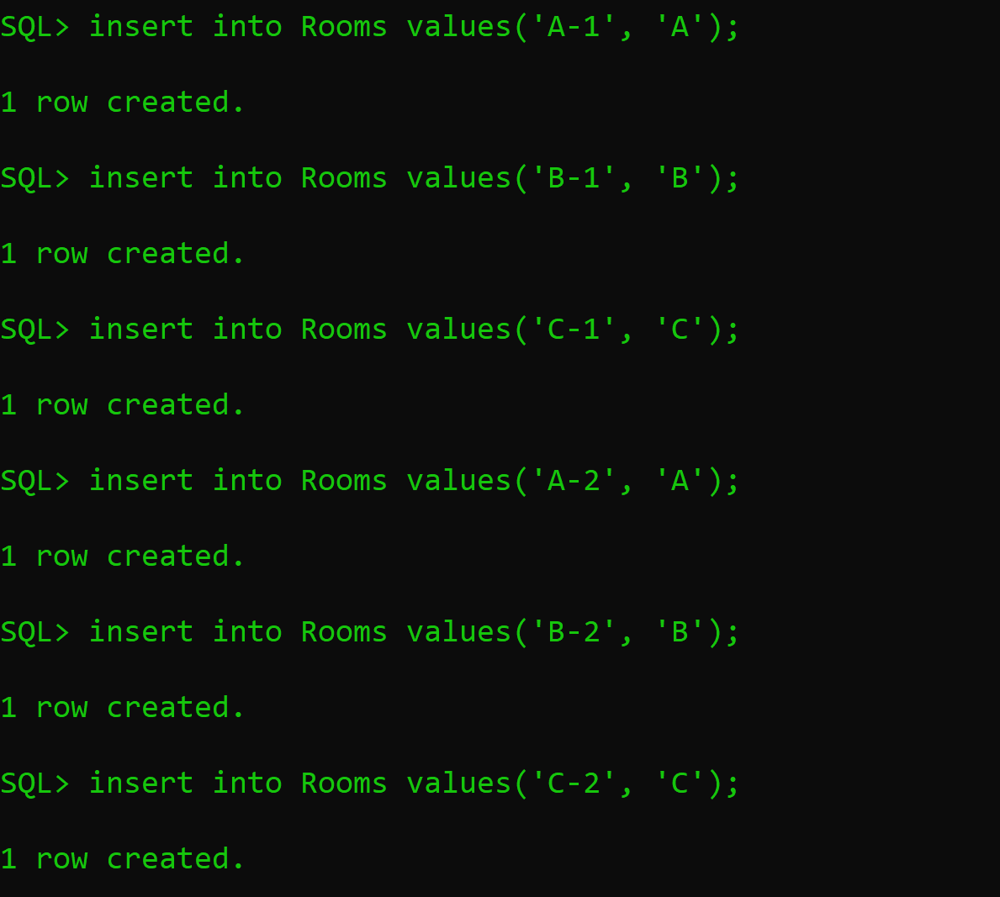 SQL> insert into Rooms values('A-1', 'A');
1 row created.
SQL> insert into Rooms values('B-1', 'B');
1 row created.
SQL> insert into Rooms values('C-1', 'C');
1 row created.
SQL> insert into Rooms values('A-2', 'A');
1 row created.
SQL> insert into Rooms values('B-2', 'B');
1 row created.
SQL> insert into Rooms values('C-2', 'C');
1 row created.